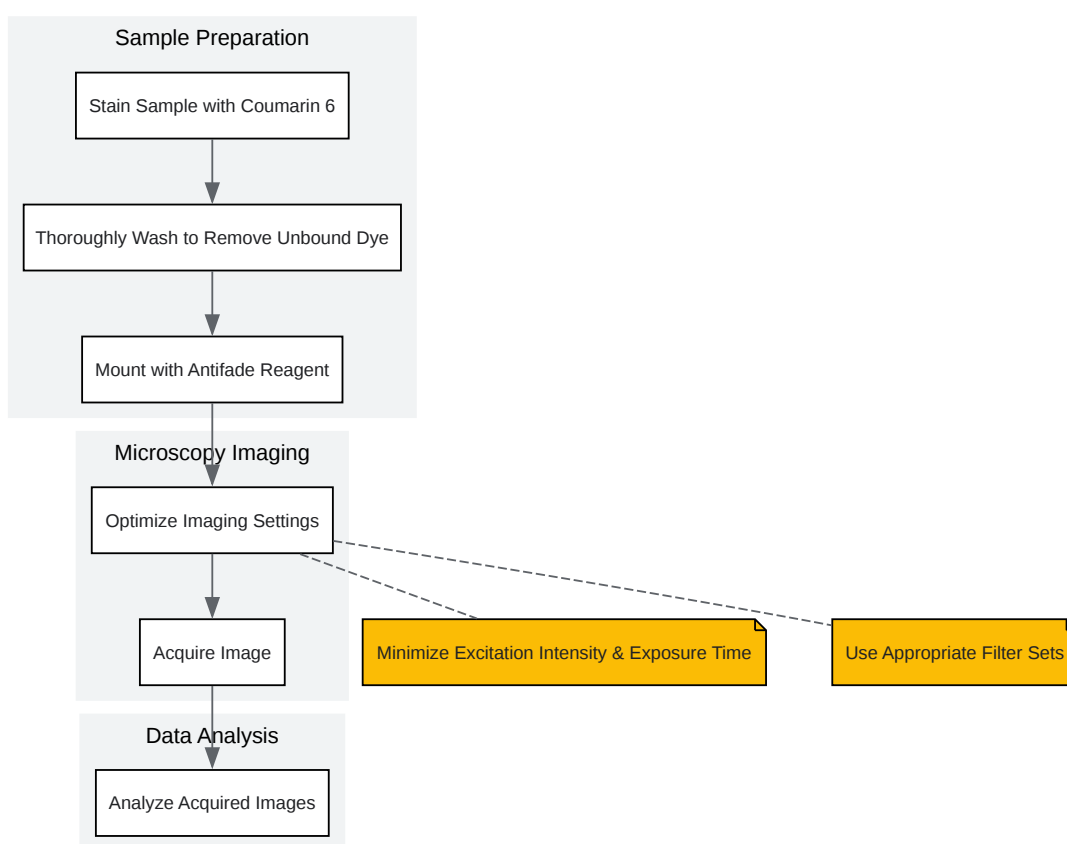 Sample Preparation
Stain Sample with Coumarin 6
Thoroughly Wash to Remove Unbound Dye
Mount with Antifade Reagent
Microscopy Imaging
Optimize Imaging Settings
Acquire Image
Minimize Excitation Intensity & Exposure Time
Use Appropriate Filter Sets
Data Analysis
Analyze Acquired Images